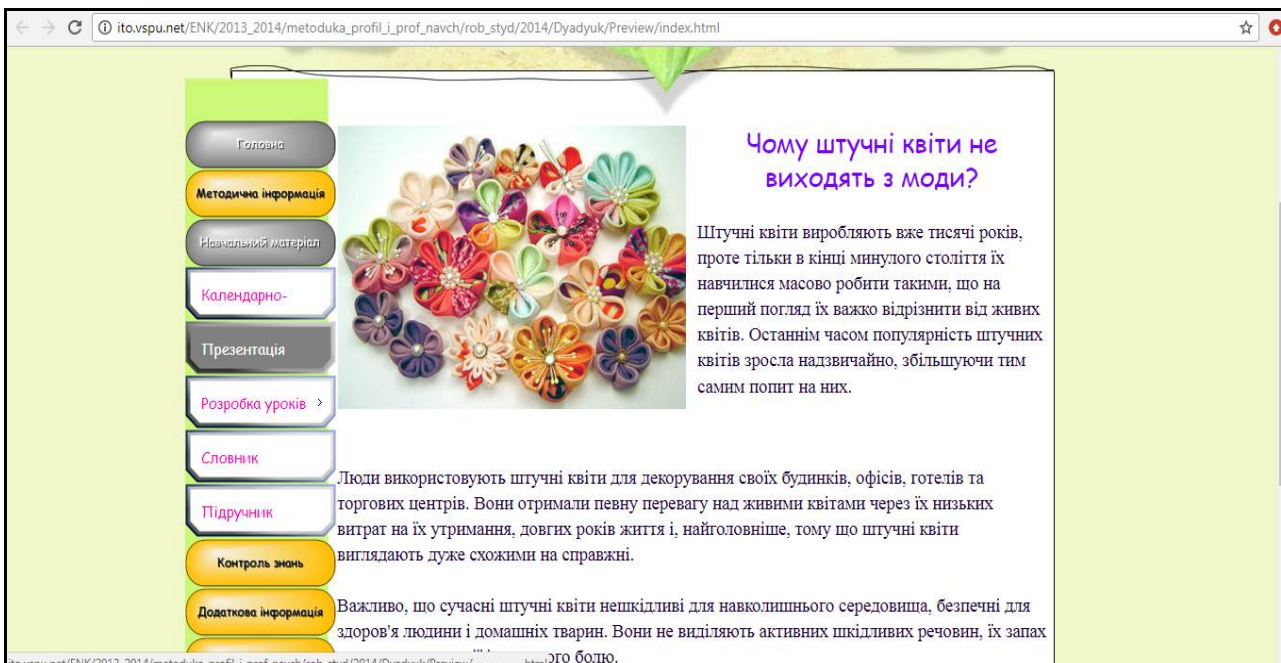 ito.vspu.net/ENK/2013_2014/metoduka_profil_i_prof_navch/rob_styd/2014/Dyadyuk/Preview/index.html
Головна
Методична інформація
Навчальний матеріал
Календарно-
Презентація
Розробка уроків
Словник
Підручник
Контроль знань
Додаткова інформація
Чому штучні квіти не
виходять з моди?
Штучні квіти виробляють вже тисячі років,
проте тільки в кінці минулого століття їх
навчилися масово робити такими, що на
перший погляд їх важко відрізнити від живих
квітів. Останнім часом популярність штучних
квітів зросла надзвичайно, збільшуючи тим
самим попит на них.
Люди використовують штучні квіти для декорування своїх будинків, офісів, готелів та
торгових центрів. Вони отримали певну перевагу над живими квітами через їх низьких
витрат на їх утримання, довгих років життя і, найголовніше, тому що штучні квіти
виглядають дуже схожими на справжні.
Важливо, що сучасні штучні квіти нешкідливі для навколишнього середовища, безпечні для
здоров'я людини і домашніх тварин. Вони не виділяють активних шкідливих речовин, їх запах
болю.